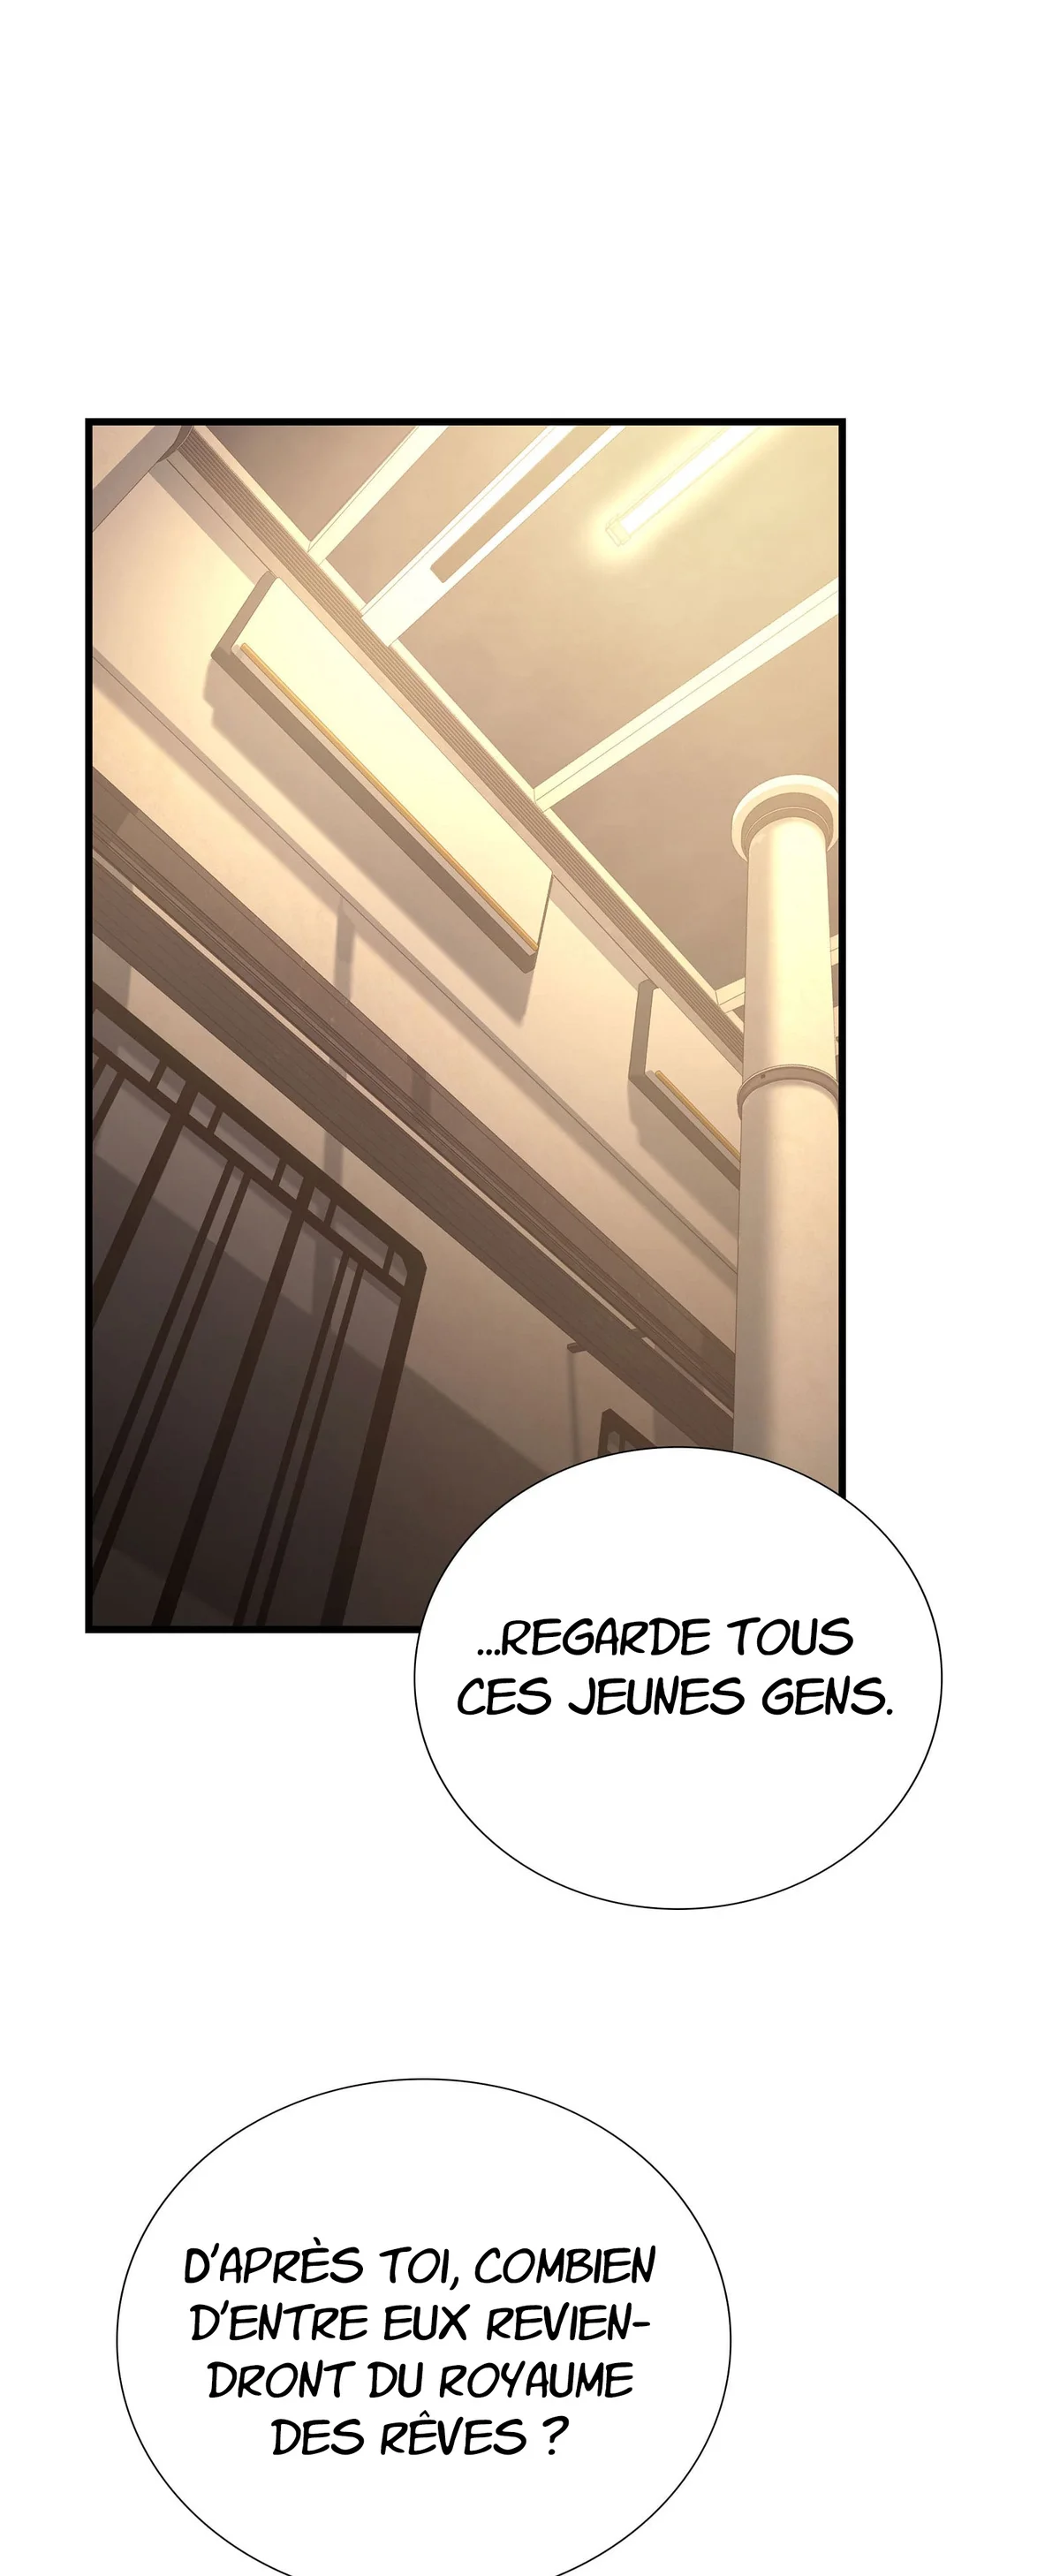 ...REGARDE TOUS
CES JEUNES GENS.
D'APRÈS TOI, COMBIEN
D'ENTRE EUX REVIEN-
DRONT DU ROYAUME
DES RÊVES ?